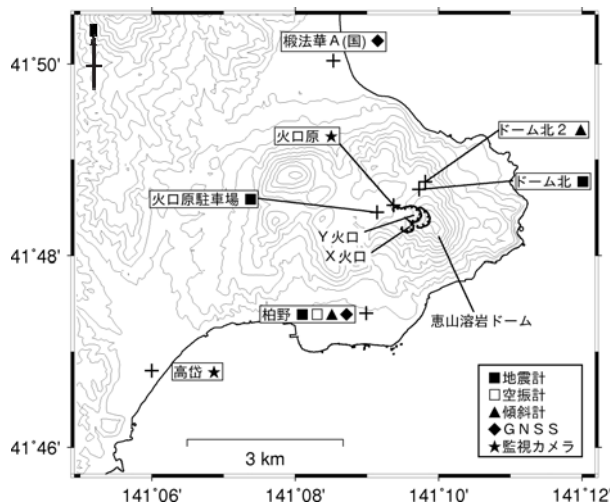 41°50'
椴法華A(国) ◆
ドーム北2 ▲
火口原 ★
ドーム北 ■
火口原駐車場 ■
Y火口
X火口
41°48'
恵山溶岩ドーム
柏野 ■□▲◆
高岱 ★
■地震計
□空振計
▲傾斜計
◆GNSS
★監視カメラ
41°46'
3 km
141°06'
141°08'
141°10'
141°12'